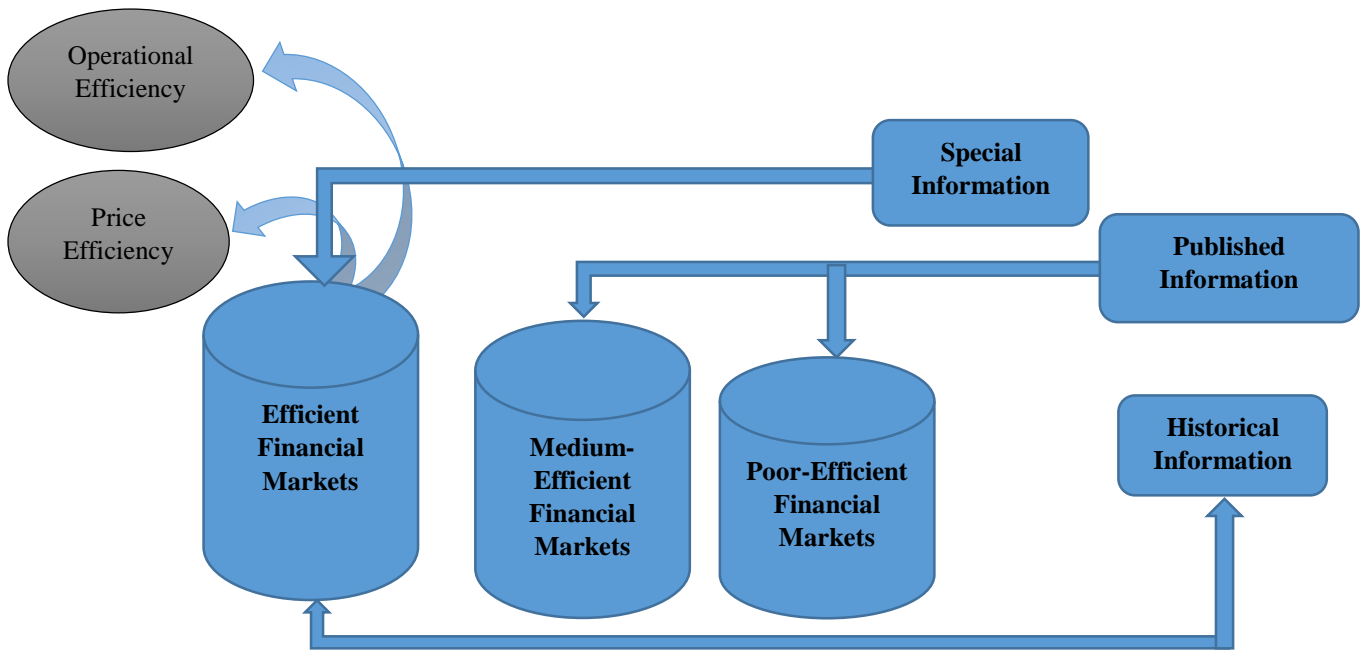 Operational
Efficiency
Special
Information
Price
Efficiency
Published
Information
Efficient
Financial
Markets
Medium-
Efficient
Financial
Markets
Poor-Efficient
Financial
Markets
Historical
Information